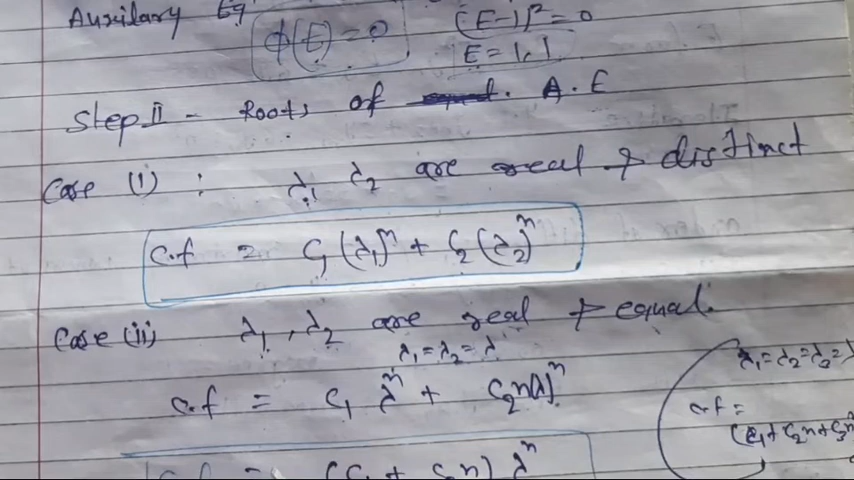 Auxilary Eq
ϕ(E) = 0 (E-1)² = 0
E = 1, 1
Step II - Roots of A.E
Case (i) : λ₁ λ₂ are real & distinct
C.f = C₁(λ₁)ⁿ + C₂(λ₂)ⁿ
Case (ii) λ₁, λ₂ are real & equal.
λ₁ = λ₂ = λ
C.f = C₁ λⁿ + C₂n(λ)ⁿ
λ₁ = λ₂ = λ₃ = λ
C.f =
(C₁ + C₂n + C₃n²
C.f = (C₁ + C₂n) λⁿ